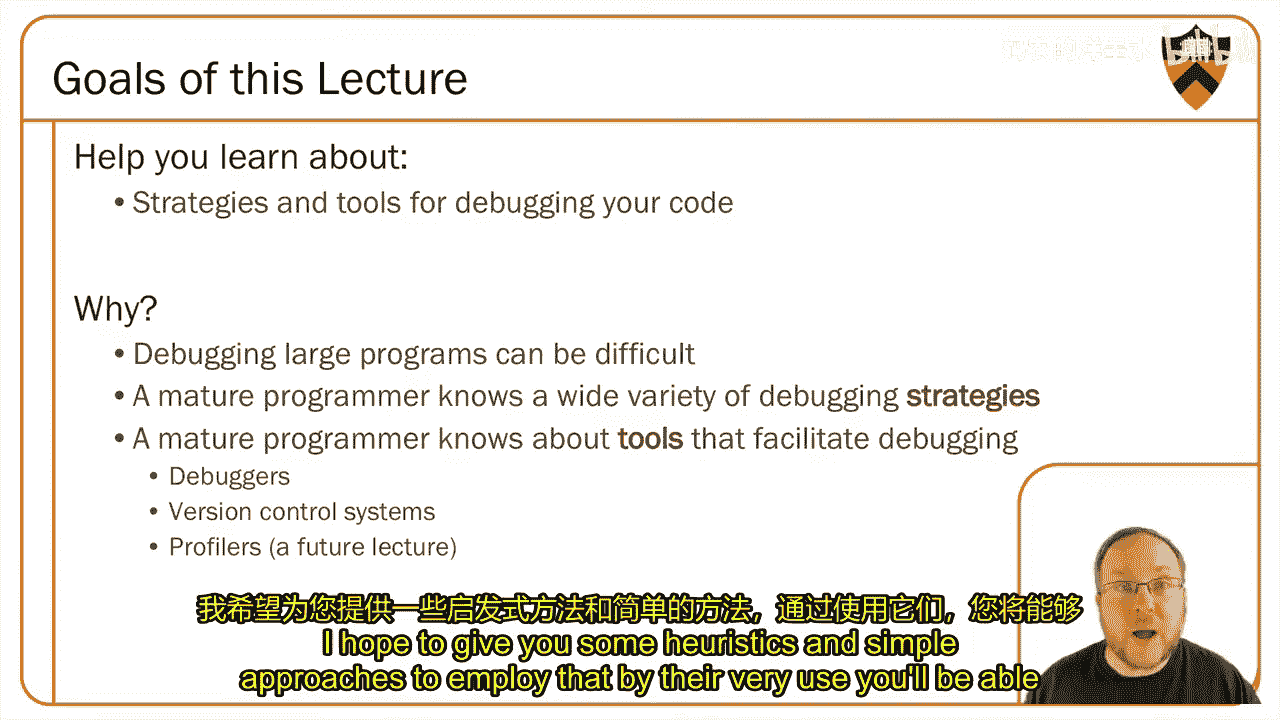 Goals of this Lecture
Help you learn about:
• Strategies and tools for debugging your code
Why?
• Debugging large programs can be difficult
• A mature programmer knows a wide variety of debugging strategies
• A mature programmer knows about tools that facilitate debugging
• Debuggers
• Version control systems
• Profilers (a future lecture)
我希望为您提供一些启发式方法和简单的方法，通过使用它们，您将能够
I hope to give you some heuristics and simple
approaches to employ that by their very use you'll be able